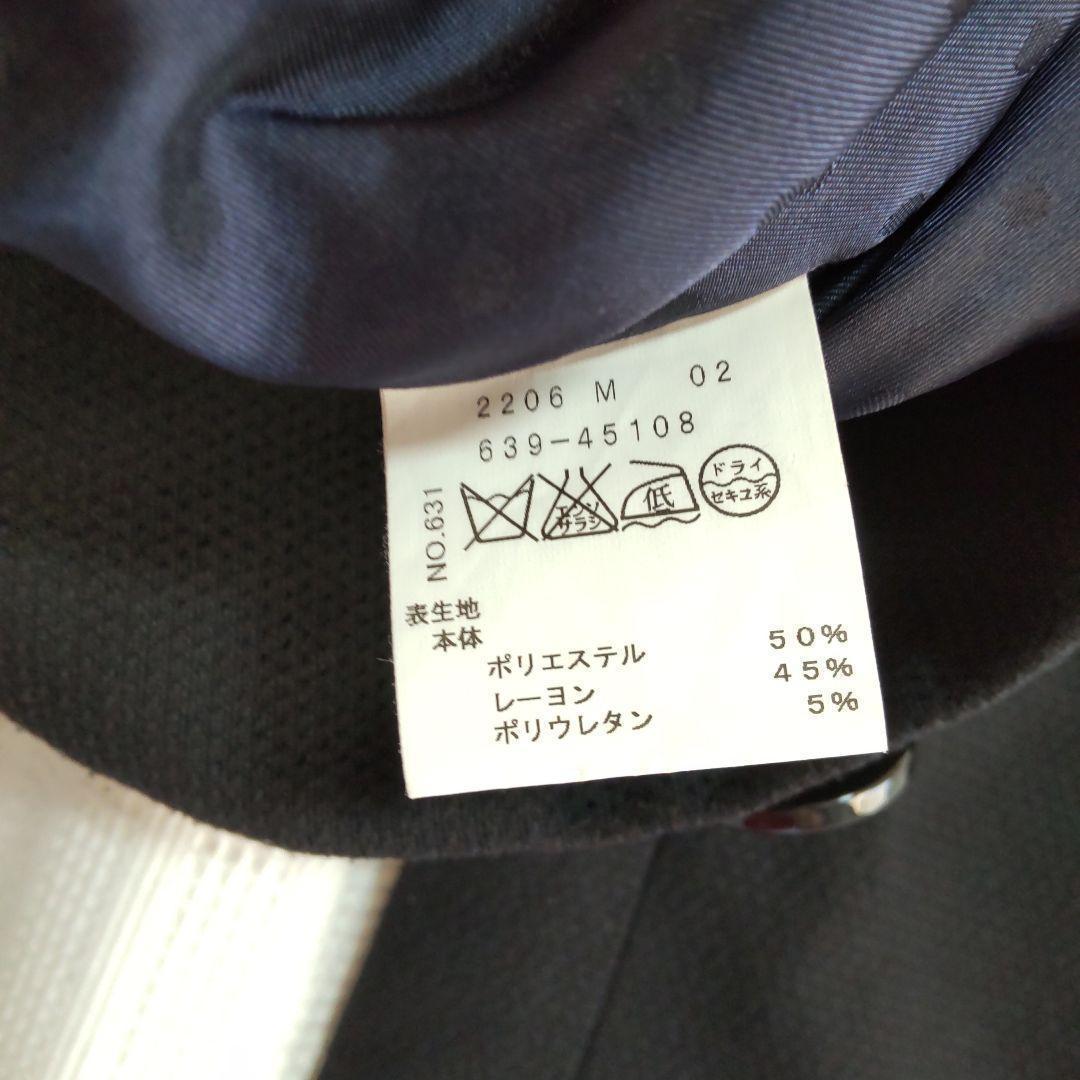 2206 M 02
639-45108
NO.631
エンソ
サラシ
低
ドライ
セキユ系
表生地
本体
ポリエステル 50%
レーヨン 45%
ポリウレタン 5%